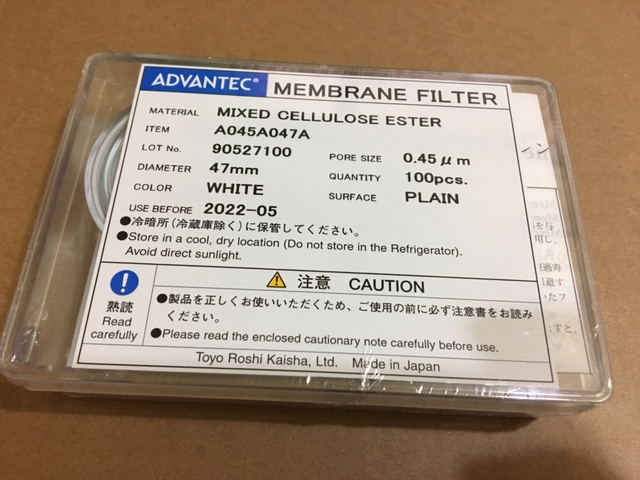 ADVANTEC® MEMBRANE FILTER
MATERIAL MIXED CELLULOSE ESTER
ITEM A045A047A
LOT No. 90527100
PORE SIZE 0.45μm
DIAMETER 47mm
QUANTITY 100pcs.
COLOR WHITE
SURFACE PLAIN
USE BEFORE 2022-05
●冷暗所(冷蔵庫除く)に保管してください。
●Store in a cool, dry location (Do not store in the Refrigerator).
Avoid direct sunlight.
熟読
Read
carefully
注意 CAUTION
●製品を正しくお使いいただくため、ご使用の前に必ず注意書をお読み
ください。
●Please read the enclosed cautionary note carefully before use.
Toyo Roshi Kaisha, Ltd. Made in Japan